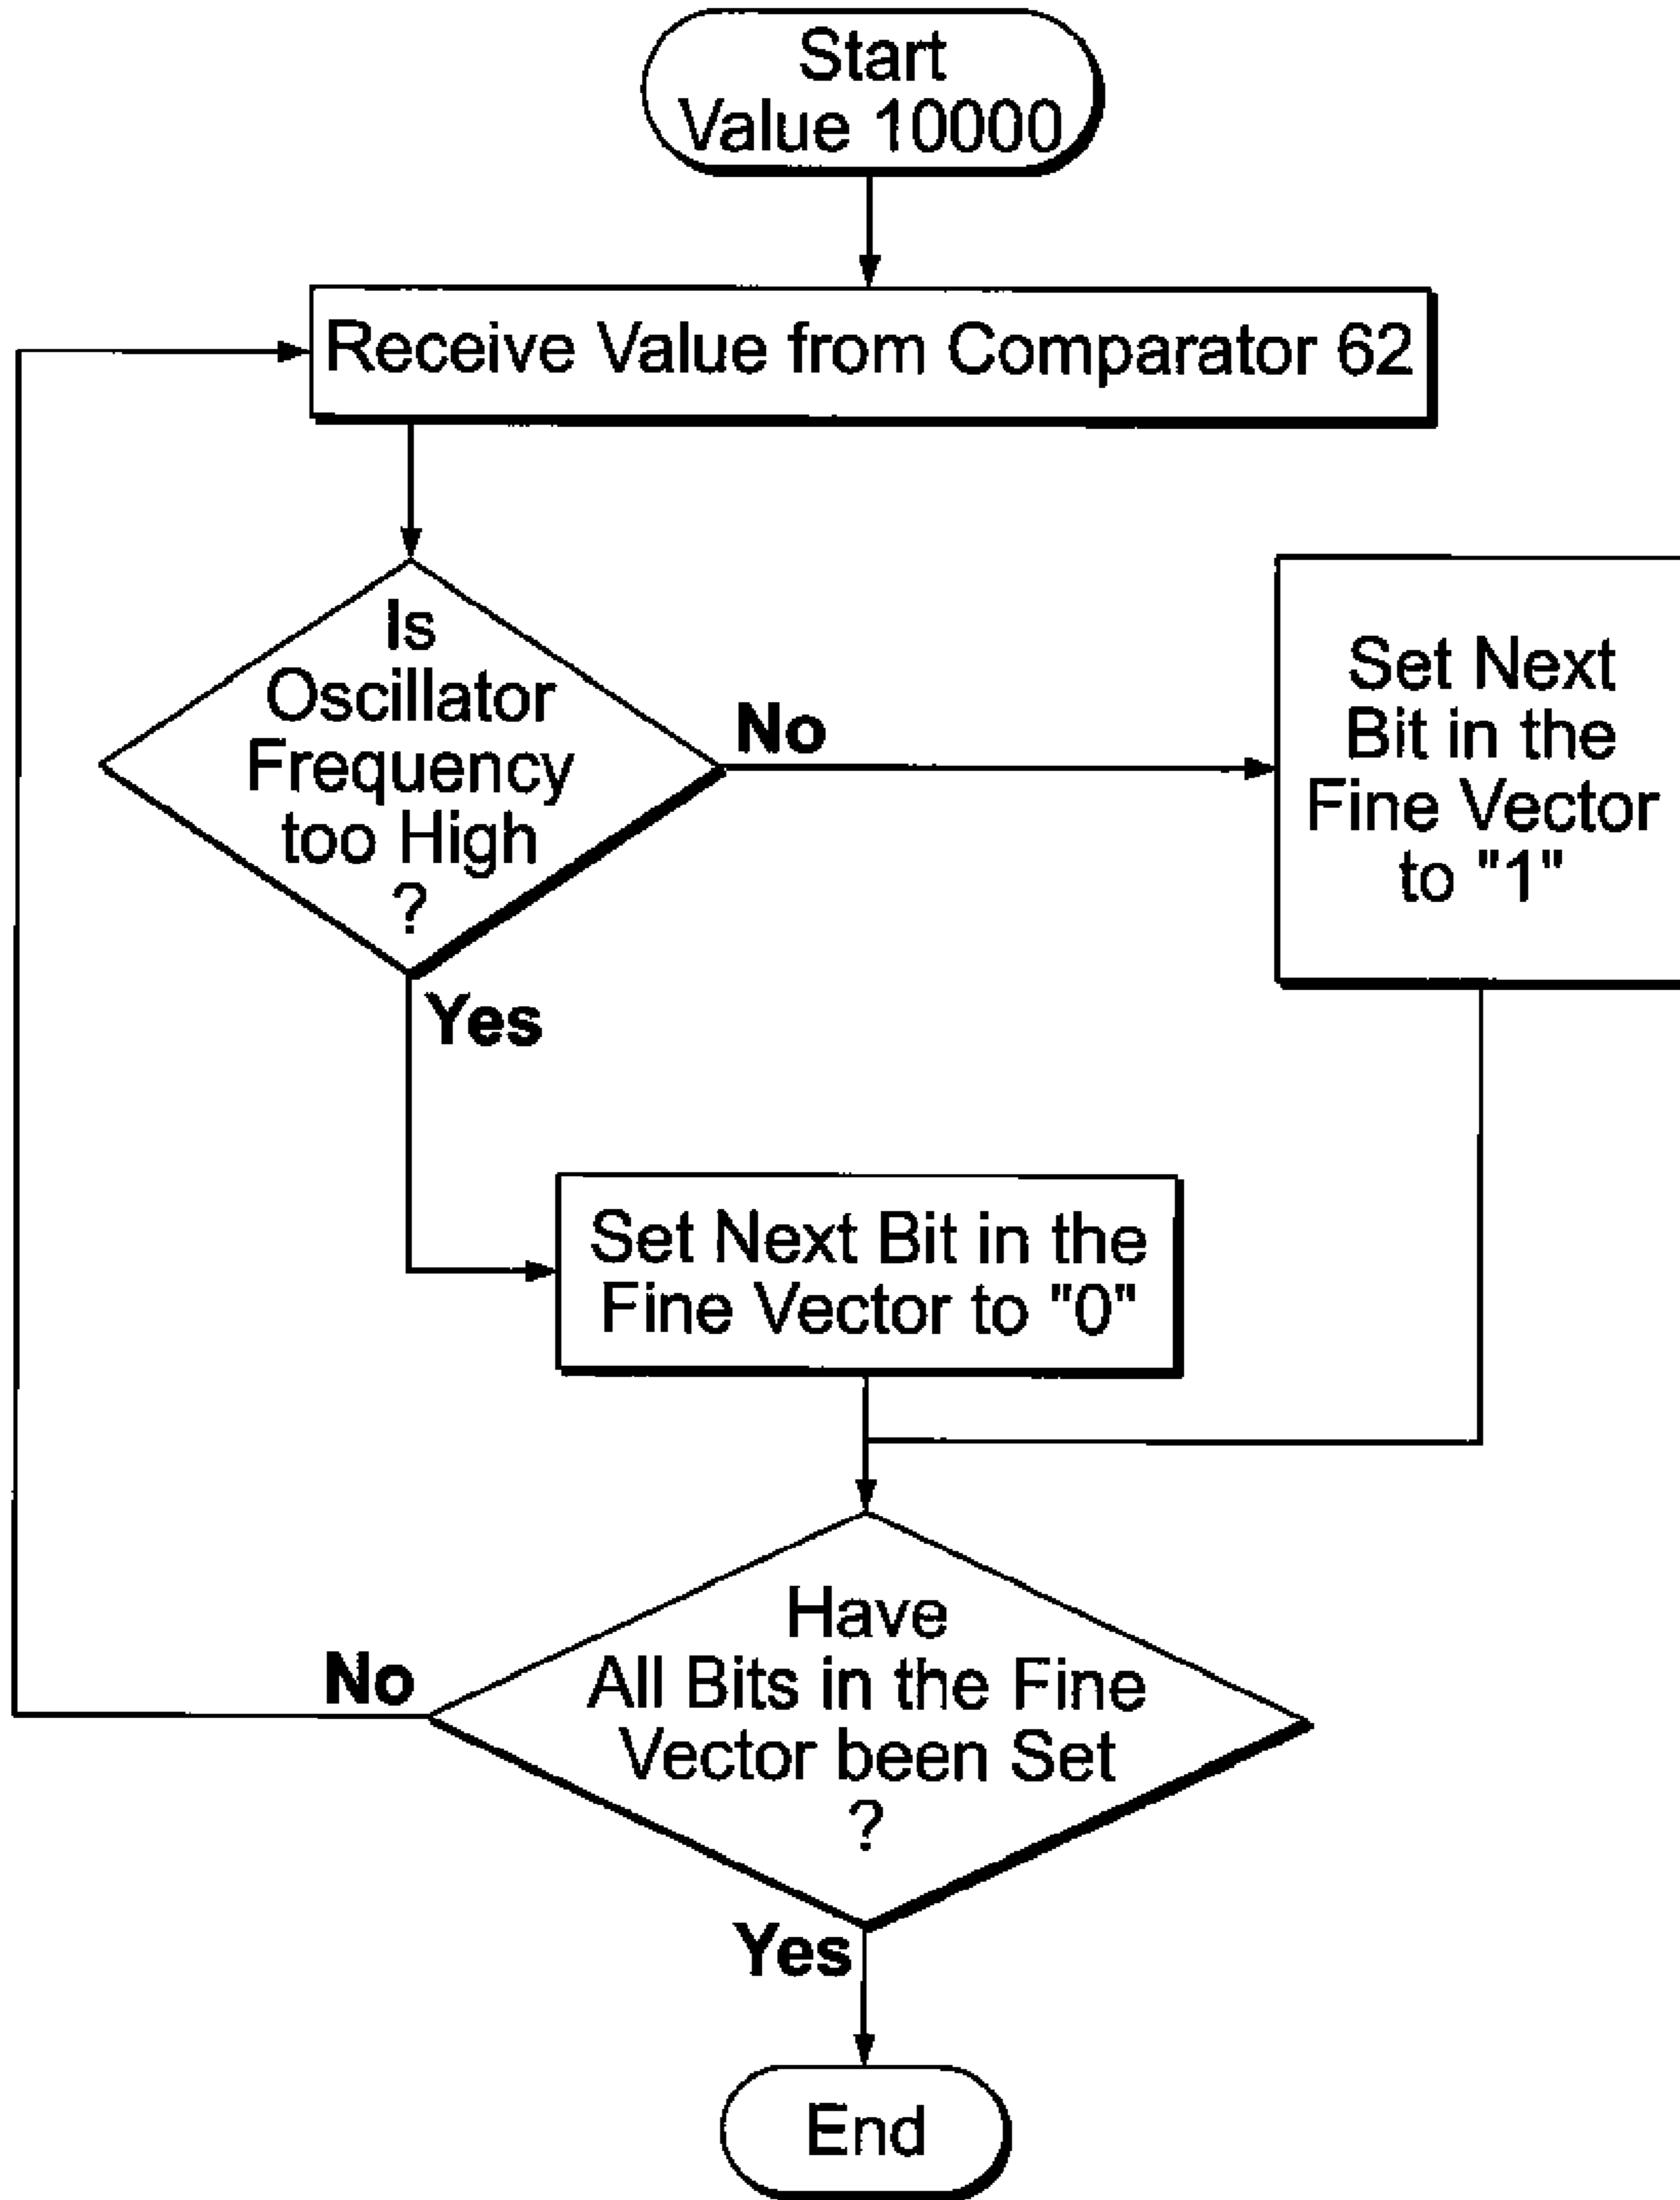 Start
Value 10000
Receive Value from Comparator 62
Is
Oscillator
Frequency
too High
?
No
Set Next
Bit in the
Fine Vector
to "1"
Yes
Set Next Bit in the
Fine Vector to "0"
Have
All Bits in the Fine
Vector been Set
?
No
Yes
End